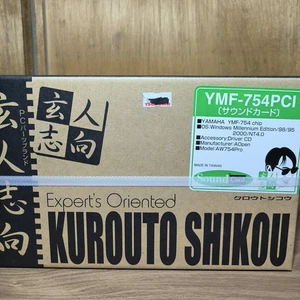 玄人志向
PCパーツブランド
玄人
志向
YMF-754PCI
(サウンドカード)
■YAMAHA YMF-754 chip
■OS:Windows Millennium Edition/98/95
2000/NT4.0
■Accessory:Driver CD
■Manufacturer:AOpen
■Model:AW754Pro
MADE IN TAIWAN
Sound
Expert's Oriented
KUROUTO SHIKOU
クロウトシコウ